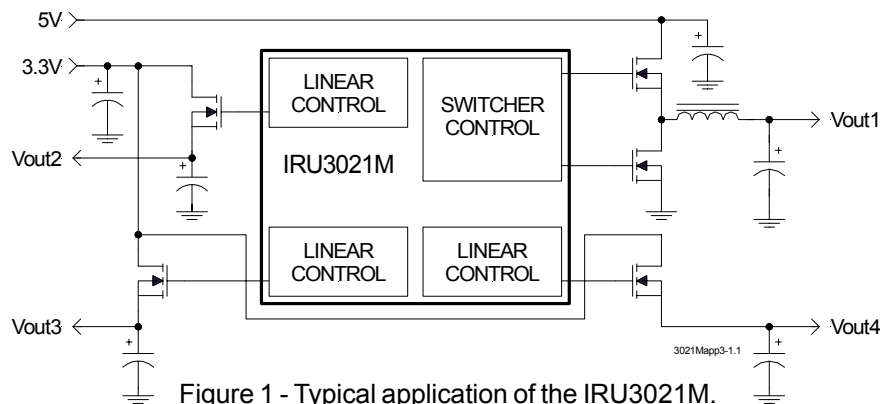 5V
3.3V
LINEAR
CONTROL
SWITCHER
CONTROL
Vout1
Vout2
IRU3021M
LINEAR
CONTROL
LINEAR
CONTROL
Vout3
Vout4
3021Mapp3-1.1
Figure 1 - Typical application of the IRU3021M.